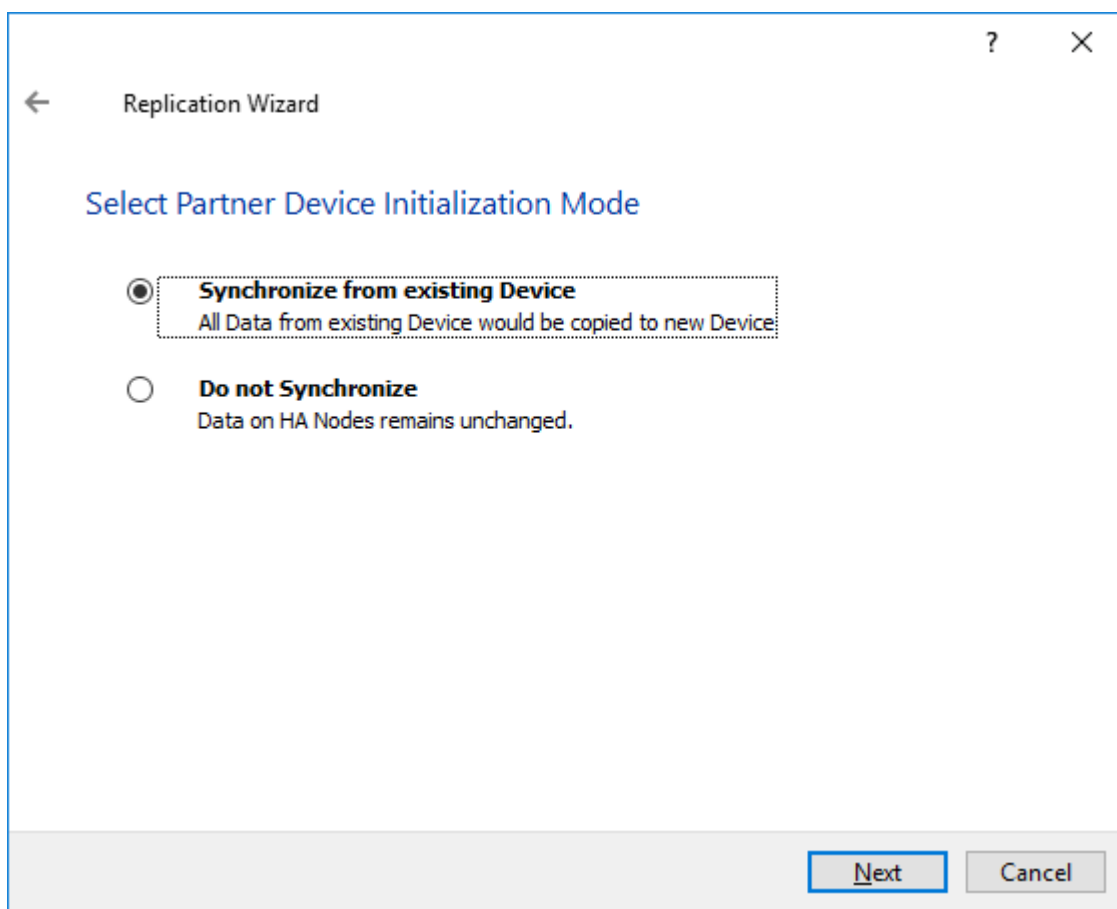 ?
Replication Wizard
Select Partner Device Initialization Mode
Synchronize from existing Device
All Data from existing Device would be copied to new Device
Do not Synchronize
Data on HA Nodes remains unchanged.
Next
Cancel